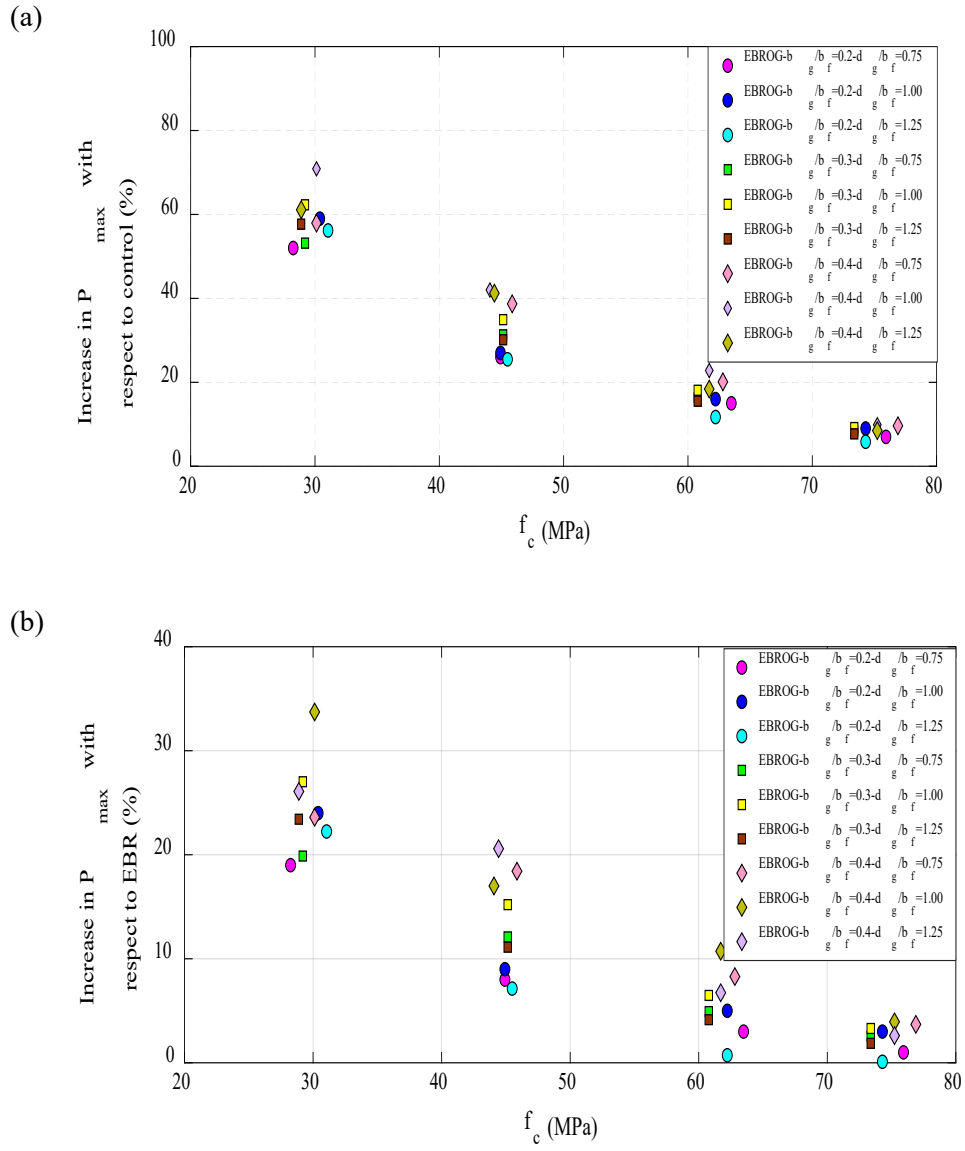 (a)
100
80
60
40
20
0
20 30 40 50 60 70 80
Increase in P max with
respect to control (%)
f c (MPa)
EBROG-b g /b f =0.2-d g /b f =0.75
EBROG-b g /b f =0.2-d g /b f =1.00
EBROG-b g /b f =0.2-d g /b f =1.25
EBROG-b g /b f =0.3-d g /b f =0.75
EBROG-b g /b f =0.3-d g /b f =1.00
EBROG-b g /b f =0.3-d g /b f =1.25
EBROG-b g /b f =0.4-d g /b f =0.75
EBROG-b g /b f =0.4-d g /b f =1.00
EBROG-b g /b f =0.4-d g /b f =1.25
(b)
40
30
20
10
0
20 30 40 50 60 70 80
Increase in P max with
respect to EBR (%)
f c (MPa)
EBROG-b g /b f =0.2-d g /b f =0.75
EBROG-b g /b f =0.2-d g /b f =1.00
EBROG-b g /b f =0.2-d g /b f =1.25
EBROG-b g /b f =0.3-d g /b f =0.75
EBROG-b g /b f =0.3-d g /b f =1.00
EBROG-b g /b f =0.3-d g /b f =1.25
EBROG-b g /b f =0.4-d g /b f =0.75
EBROG-b g /b f =0.4-d g /b f =1.00
EBROG-b g /b f =0.4-d g /b f =1.25